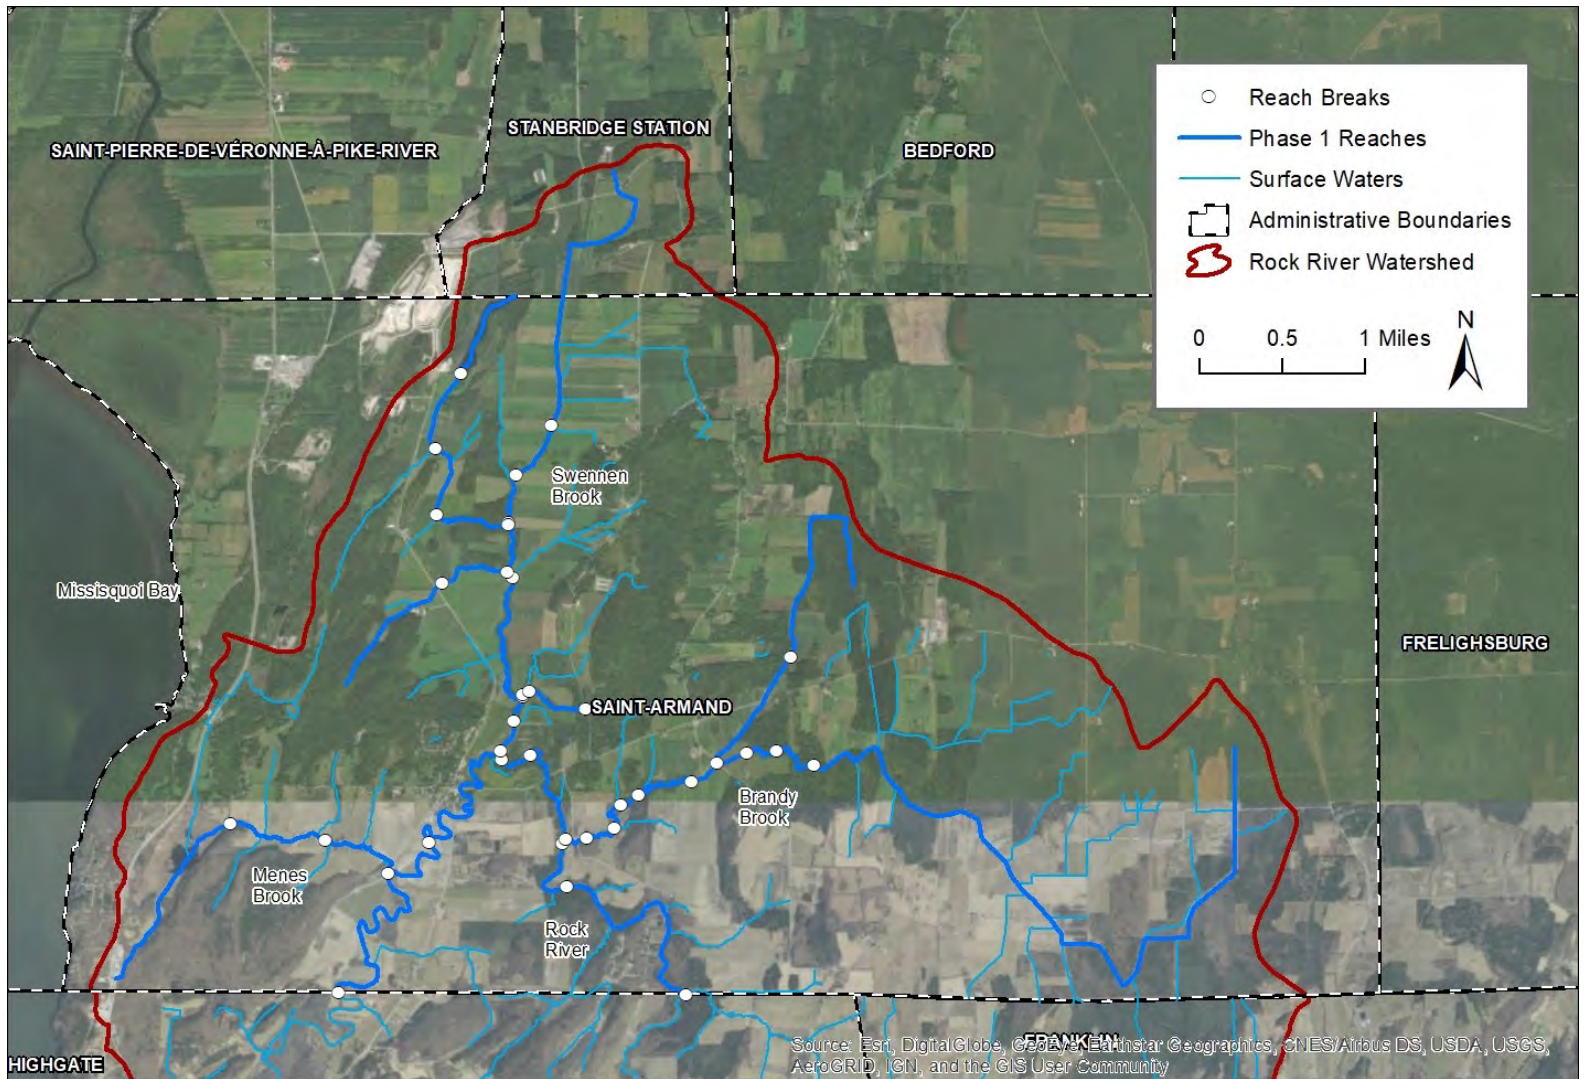 STANBRIDGE STATION
SAINT-PIERRE-DE-VÉRONNE-À-PIKE-RIVER
BEDFORD
Reach Breaks
Phase 1 Reaches
Surface Waters
Administrative Boundaries
Rock River Watershed
0 0.5 1 Miles
N
Swennen
Brook
Missisquoi Bay
FRELIGHSBURG
SAINT-ARMAND
Brandy
Brook
Menes
Brook
Rock
River
FRANKLIN
HIGHGATE
Source: Esri, DigitalGlobe, GeoEye, Earthstar Geographics, CNES/Airbus DS, USDA, USGS,
AeroGRID, IGN, and the GIS User Community